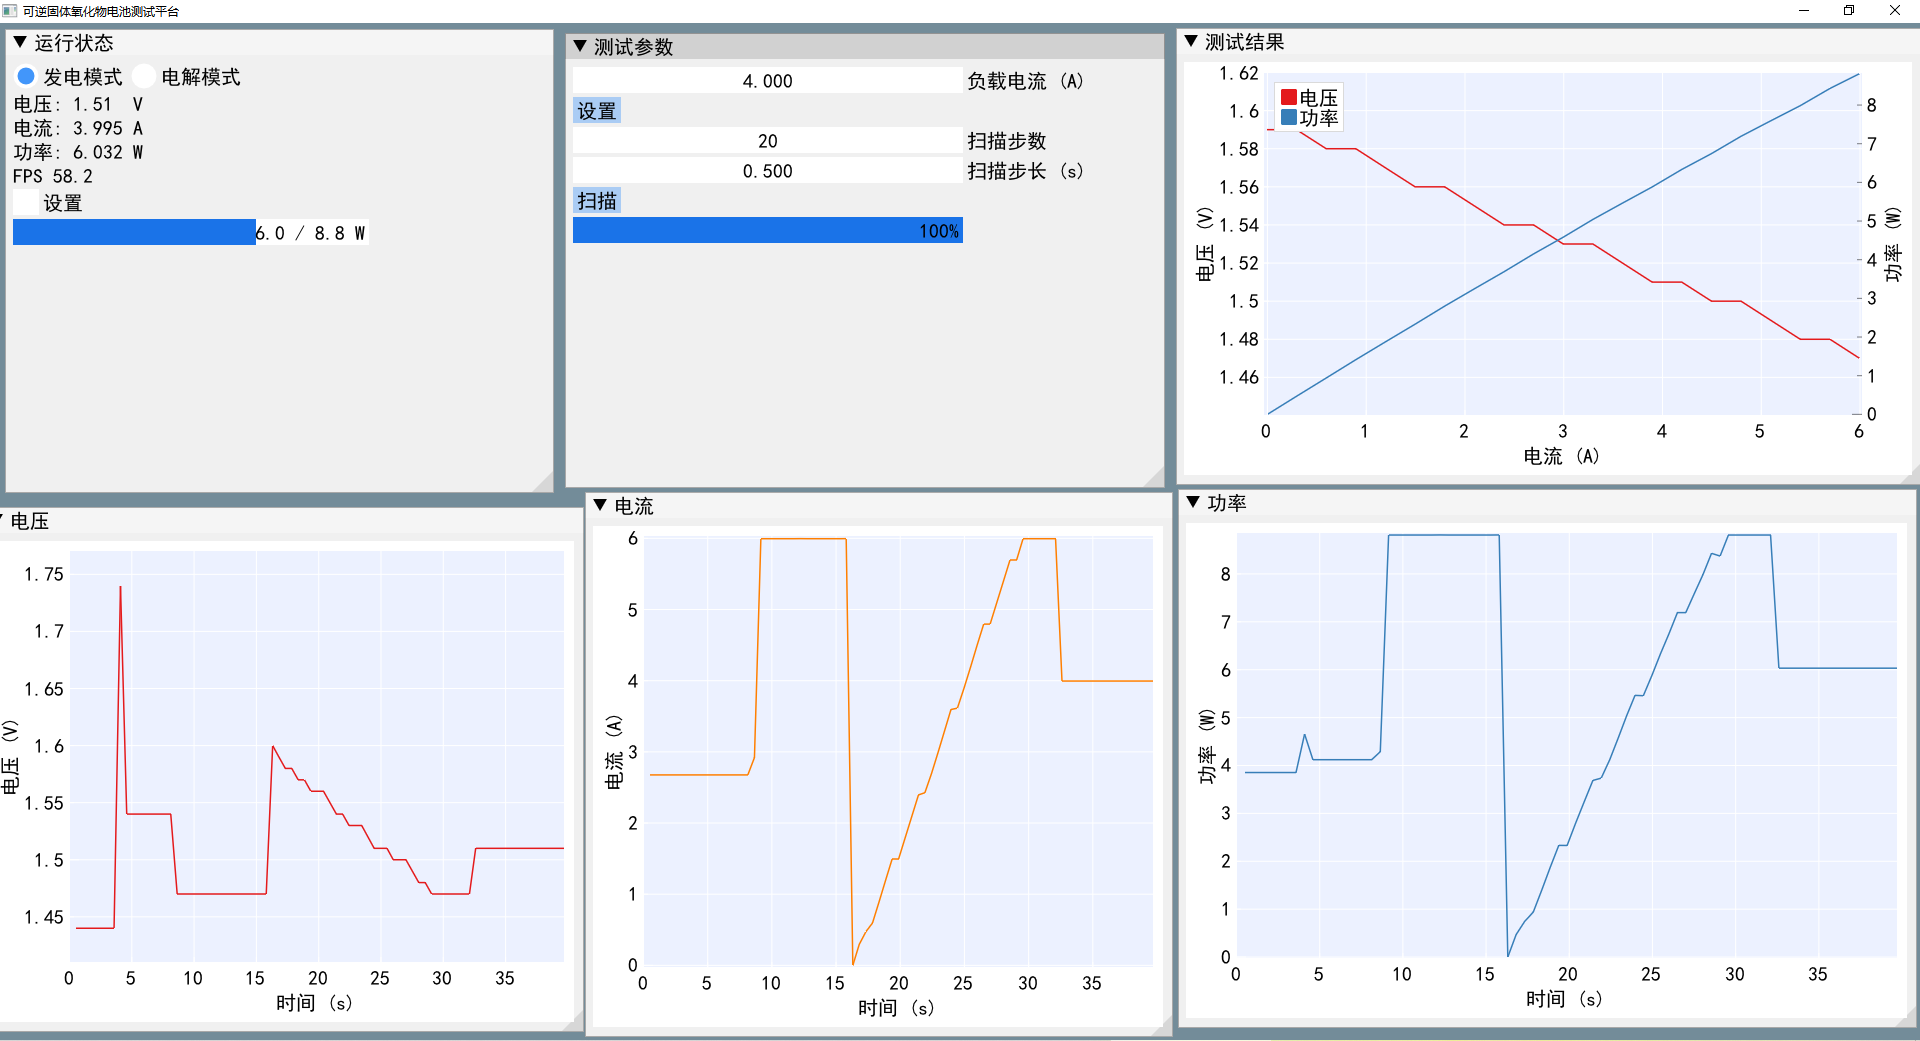 可逆固体氧化物电池测试平台
运行状态
发电模式 电解模式
电压: 1.51 V
电流: 3.995 A
功率: 6.032 W
FPS 58.2
设置
6.0 / 8.8 W
测试参数
4.000 负载电流 (A)
设置
20 扫描步数
0.500 扫描步长 (s)
扫描
100%
测试结果
电压
功率
1.62
1.6
1.58
1.56
1.54
1.52
1.5
1.48
1.46
电压 (V)
8
7
6
5
4
3
2
1
0
功率 (W)
0 1 2 3 4 5 6
电流 (A)
电压
1.75
1.7
1.65
1.6
1.55
1.5
1.45
电压 (V)
0 5 10 15 20 25 30 35
时间 (s)
电流
6
5
4
3
2
1
0
电流 (A)
0 5 10 15 20 25 30 35
时间 (s)
功率
8
7
6
5
4
3
2
1
0
功率 (W)
0 5 10 15 20 25 30 35
时间 (s)